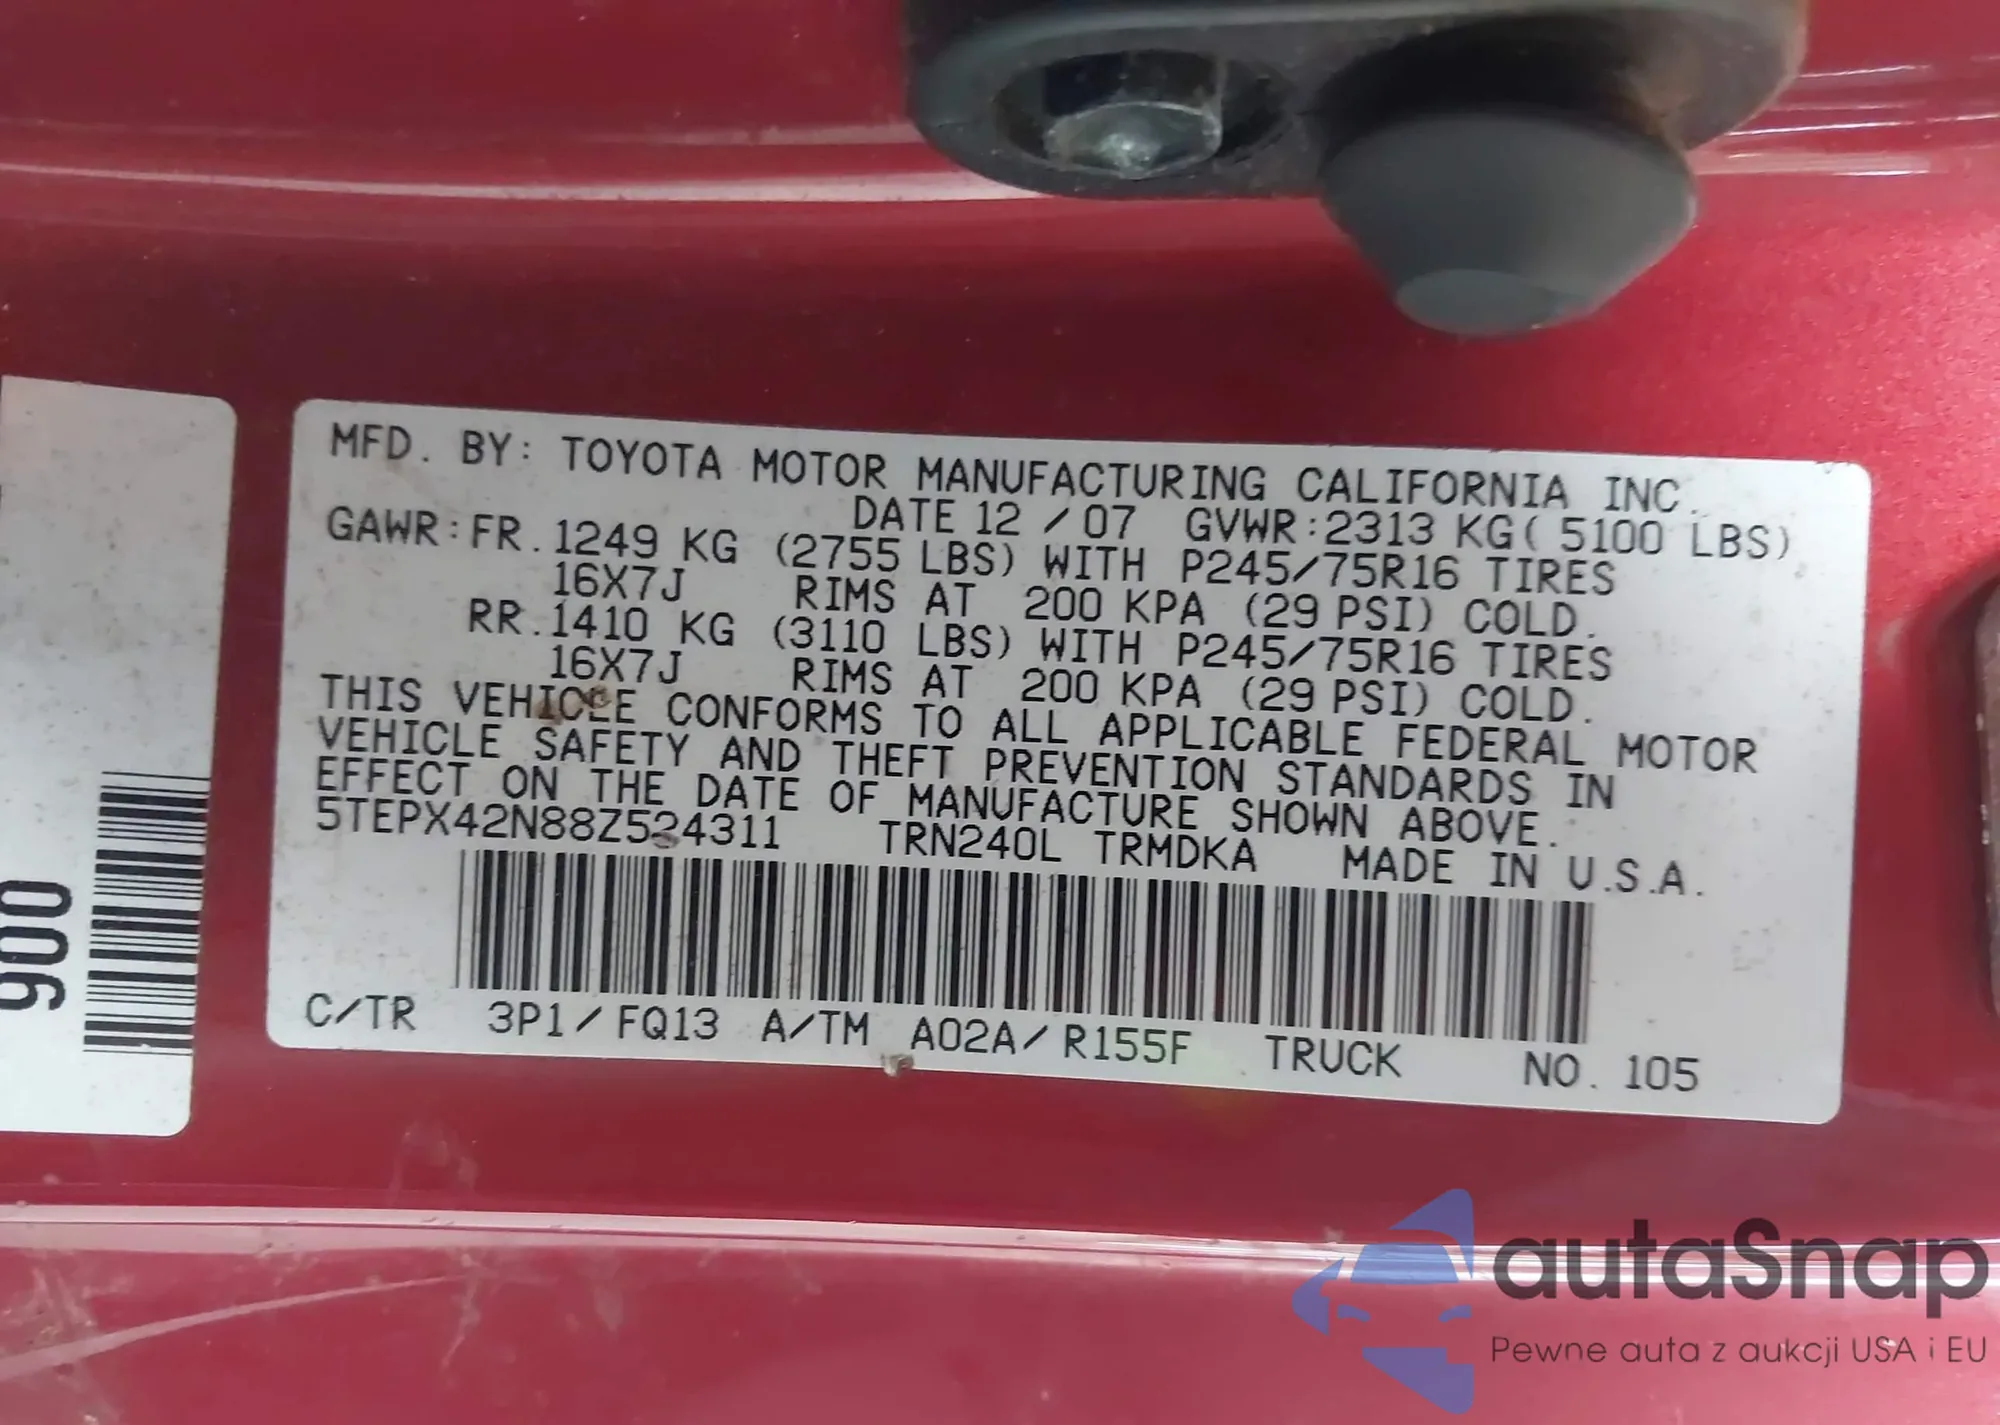 MFD. BY: TOYOTA MOTOR MANUFACTURING CALIFORNIA INC.
DATE 12 / 07 GVWR:2313 KG( 5100 LBS)
GAWR:FR.1249 KG (2755 LBS) WITH P245/75R16 TIRES
16X7J RIMS AT 200 KPA (29 PSI) COLD.
RR.1410 KG (3110 LBS) WITH P245/75R16 TIRES
16X7J RIMS AT 200 KPA (29 PSI) COLD.
THIS VEHICLE CONFORMS TO ALL APPLICABLE FEDERAL MOTOR
VEHICLE SAFETY AND THEFT PREVENTION STANDARDS IN
EFFECT ON THE DATE OF MANUFACTURE SHOWN ABOVE.
5TEPX42N88Z524311 TRN240L TRMDKA MADE IN U.S.A.
C/TR 3P1/FQ13 A/TM A02A/R155F TRUCK NO. 105
900
autaSnap
Pewne auta z aukcji USA i EU